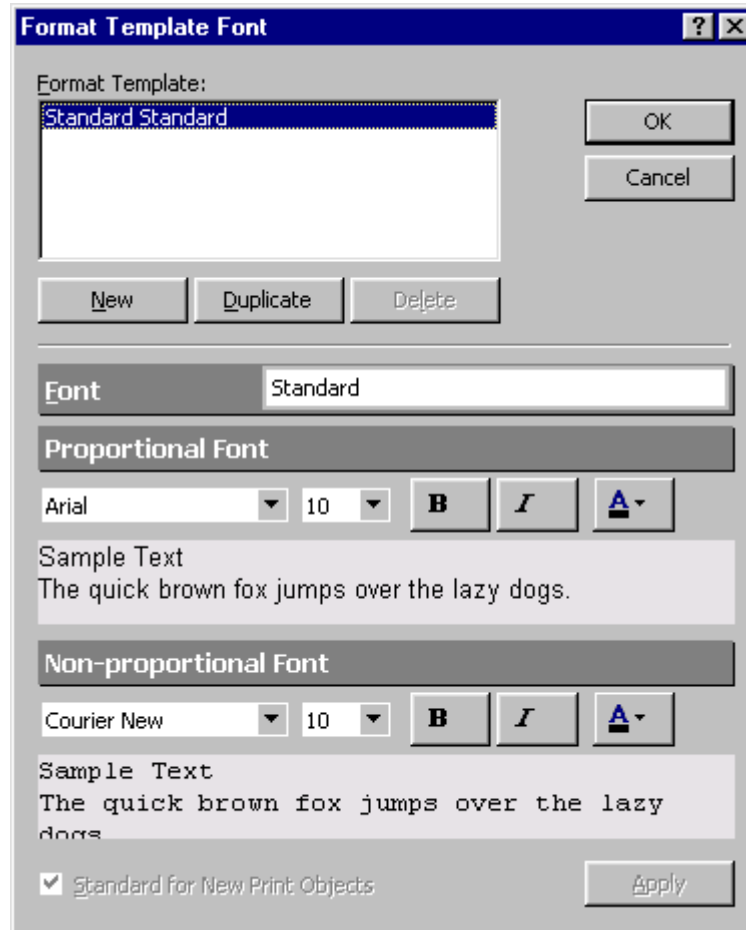 Format Template Font
Format Template:
Standard Standard
OK
Cancel
New
Duplicate
Delete
Font
Standard
Proportional Font
Arial
10
B
I
A
Sample Text
The quick brown fox jumps over the lazy dogs.
Non-proportional Font
Courier New
10
B
I
A
Sample Text
The quick brown fox jumps over the lazy
dogs
Standard for New Print Objects
Apply